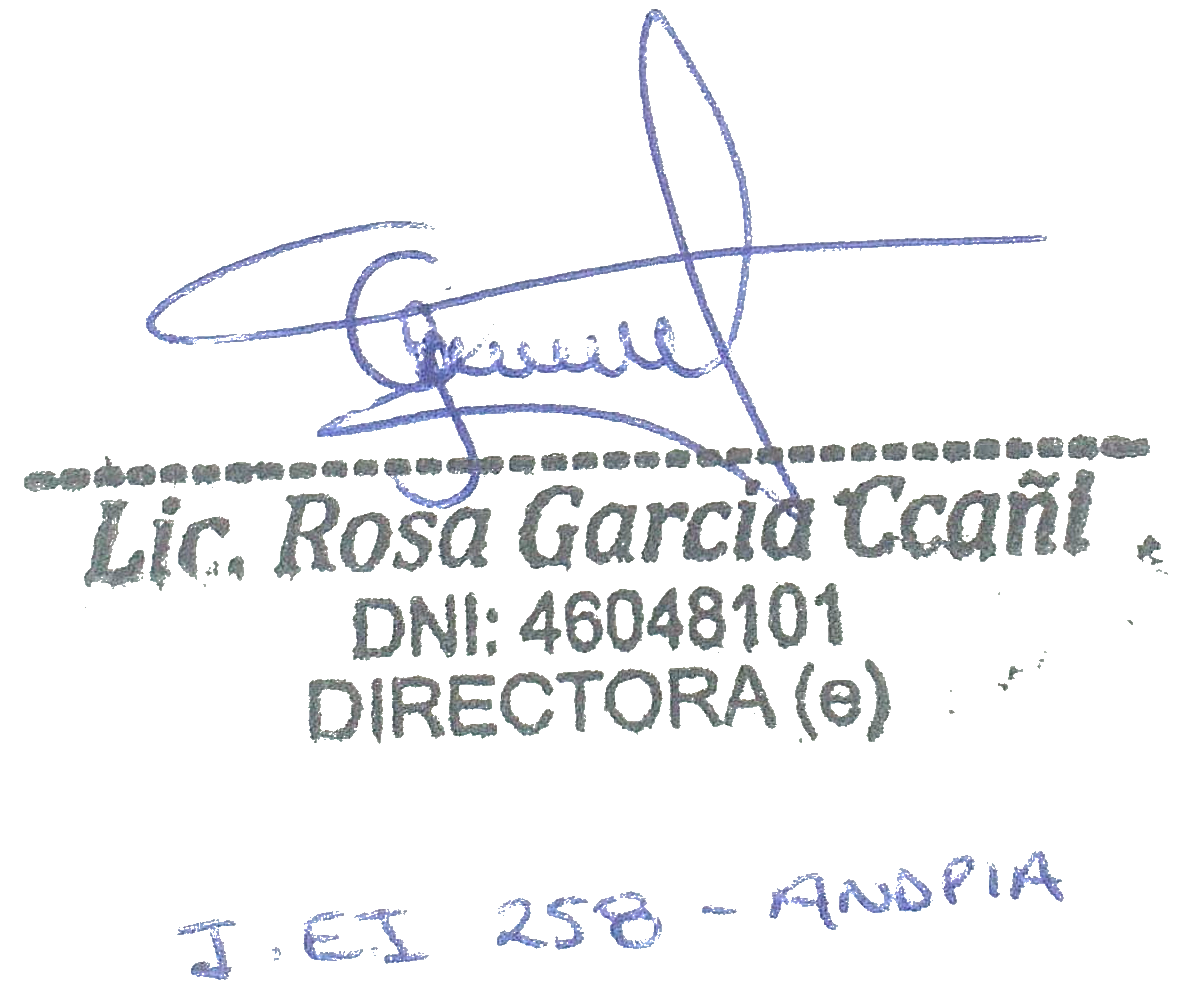 Lic. Rosa Garcia Ccañi
DNI: 46048101
DIRECTORA (e)
J.EI 258 - ANDPIA